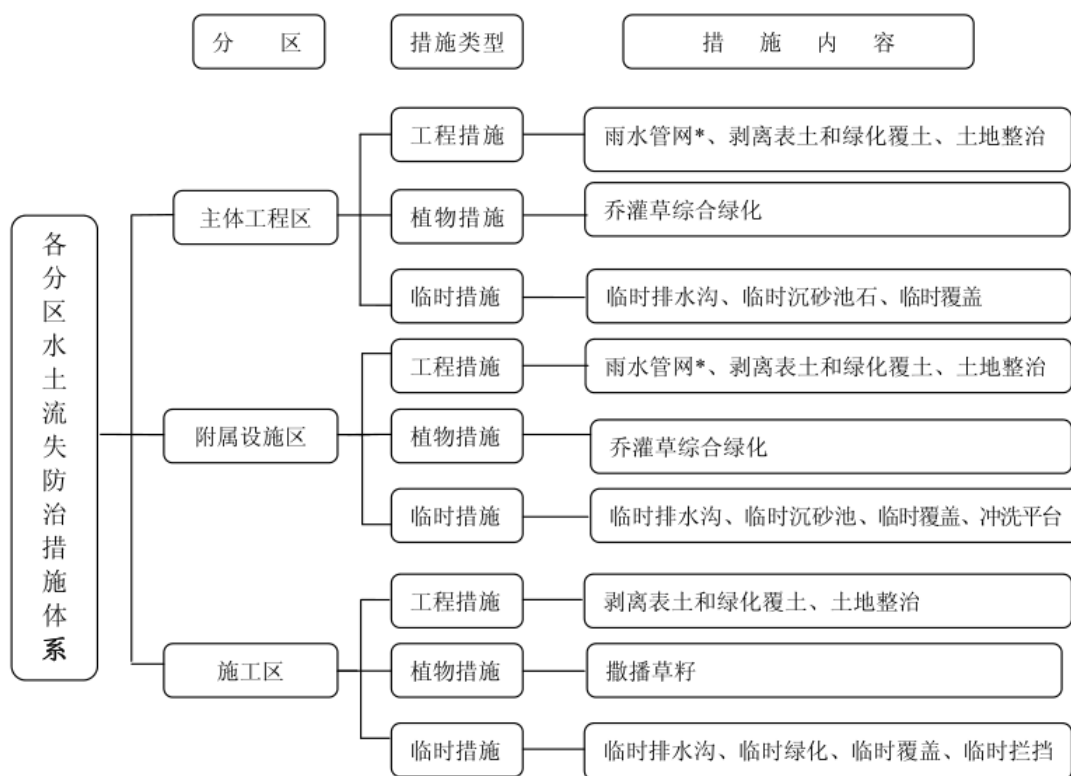 分 区 措施类型 措 施 内 容
各分区水土流失防治措施体系
主体工程区
工程措施 雨水管网*、剥离表土和绿化覆土、土地整治
植物措施 乔灌草综合绿化
临时措施 临时排水沟、临时沉砂池石、临时覆盖
附属设施区
工程措施 雨水管网*、剥离表土和绿化覆土、土地整治
植物措施 乔灌草综合绿化
临时措施 临时排水沟、临时沉砂池、临时覆盖、冲洗平台
施工区
工程措施 剥离表土和绿化覆土、土地整治
植物措施 撒播草籽
临时措施 临时排水沟、临时绿化、临时覆盖、临时拦挡